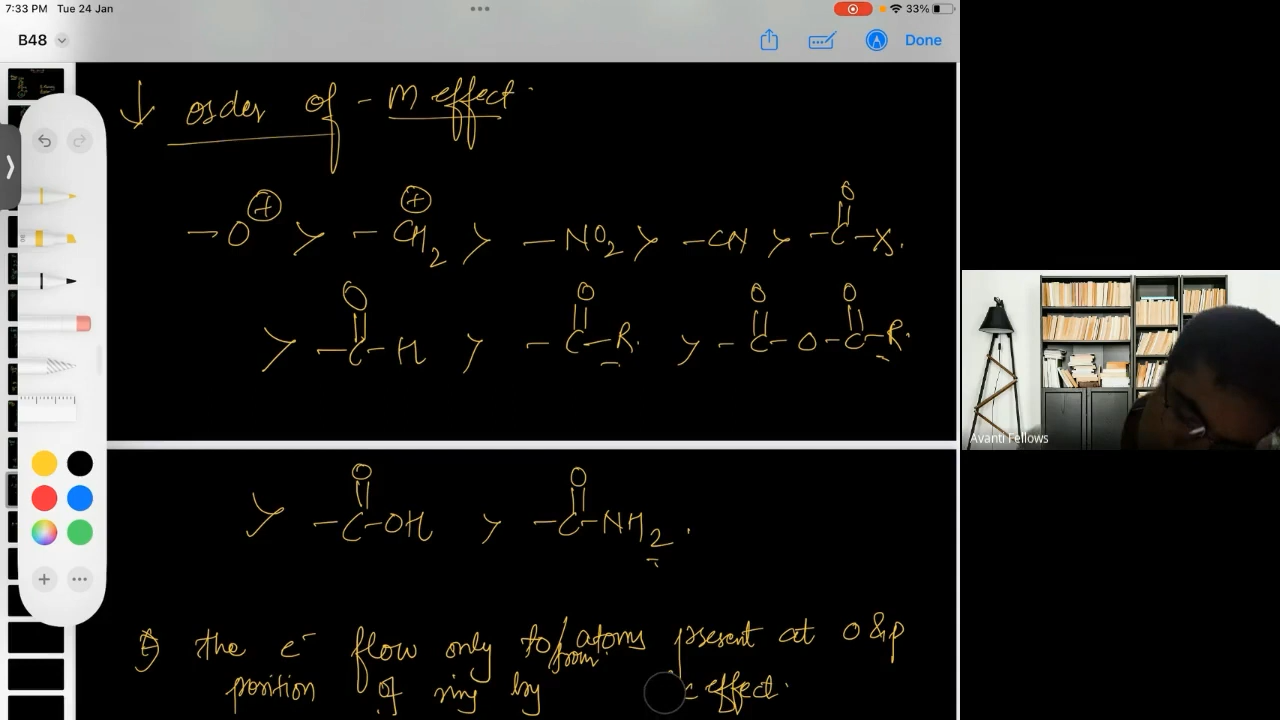 7:33 PM Tue 24 Jan
33%
B48
Done
↓ order of -M effect.
-O⊕ > -CH₂⊕ > -NO₂ > -CN > -C(=O)-X.
> -C(=O)-H > -C(=O)-R. > -C(=O)-O-C(=O)-R.
> -C(=O)-OH > -C(=O)-NH₂.
the e⁻ flow only to/from atoms present at o&p
position of ring by effect.
Avanti Fellows